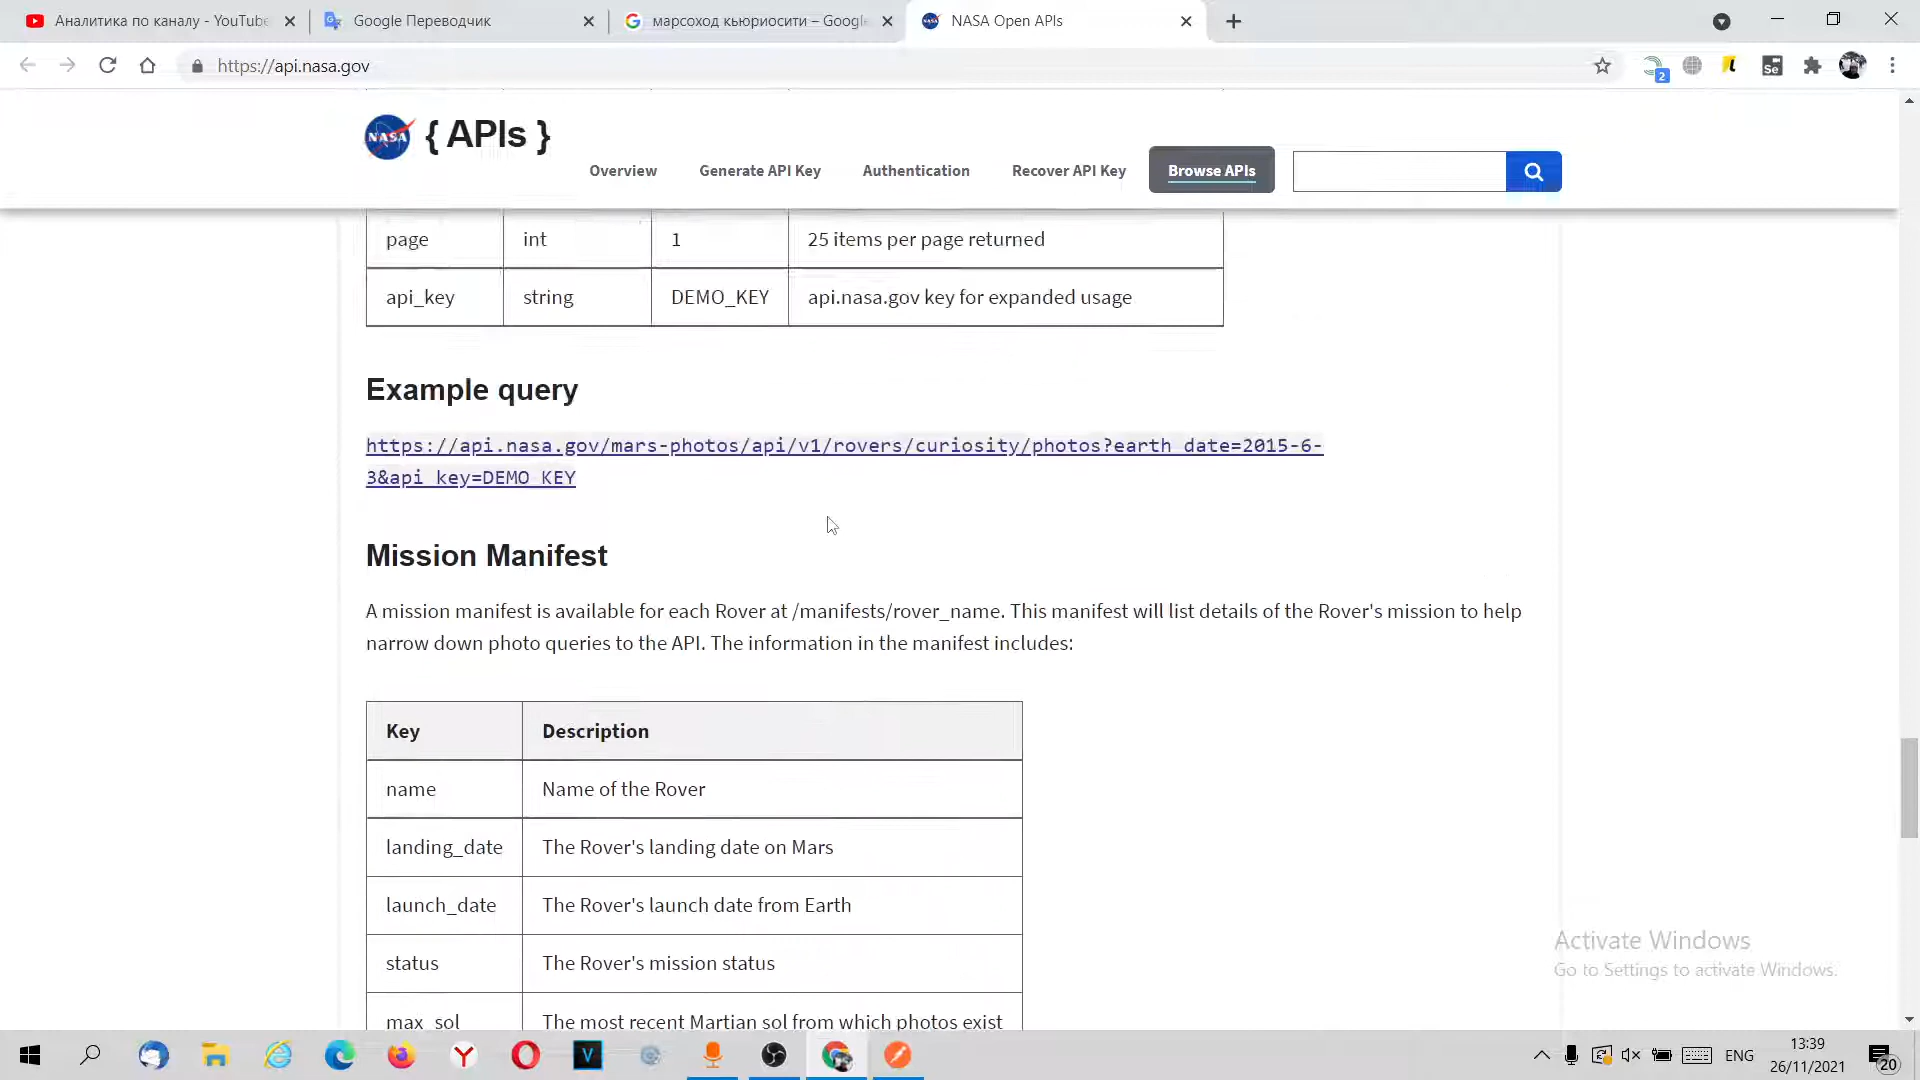 Аналитика по каналу - YouTube
Google Переводчик
марсоход кьюриосити – Google
NASA Open APIs
https://api.nasa.gov
2
Se
NASA { APIs }
Overview Generate API Key Authentication Recover API Key Browse APIs
page int 1 25 items per page returned
api_key string DEMO_KEY api.nasa.gov key for expanded usage
Example query
https://api.nasa.gov/mars-photos/api/v1/rovers/curiosity/photos?earth_date=2015-6-
3&api_key=DEMO_KEY
Mission Manifest
A mission manifest is available for each Rover at /manifests/rover_name. This manifest will list details of the Rover's mission to help
narrow down photo queries to the API. The information in the manifest includes:
Key Description
name Name of the Rover
landing_date The Rover's landing date on Mars
launch_date The Rover's launch date from Earth
status The Rover's mission status
max_sol The most recent Martian sol from which photos exist
Activate Windows
Go to Settings to activate Windows.
ENG
13:39
26/11/2021
20